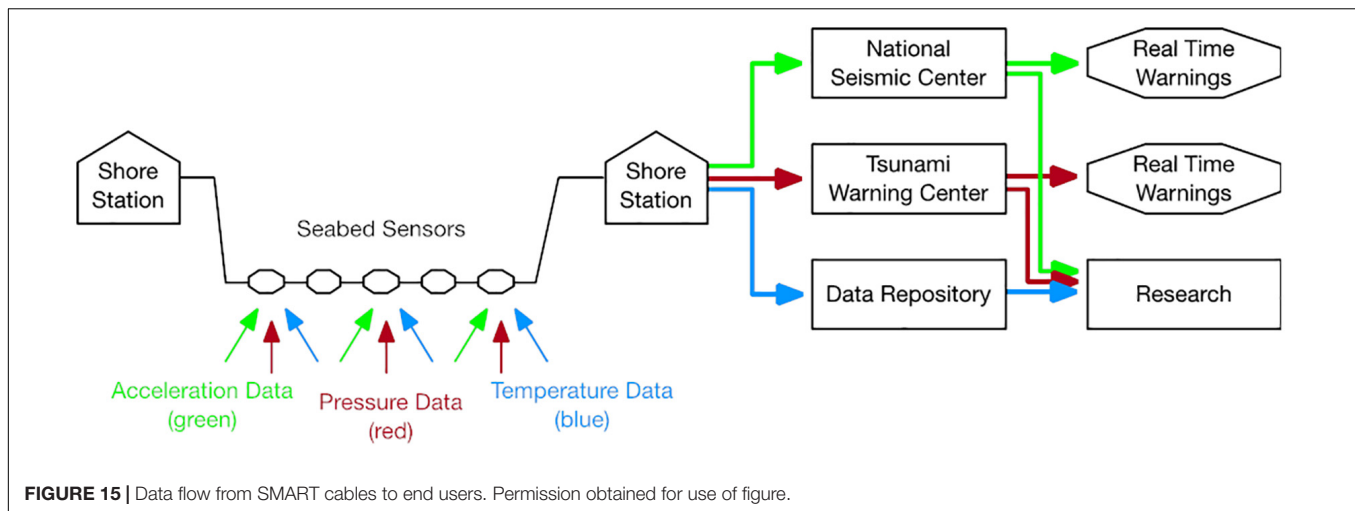 National
Seismic Center
Real Time
Warnings
Shore
Station
Shore
Station
Tsunami
Warning Center
Real Time
Warnings
Seabed Sensors
Data Repository
Research
Acceleration Data
(green)
Pressure Data
(red)
Temperature Data
(blue)
FIGURE 15 | Data flow from SMART cables to end users. Permission obtained for use of figure.